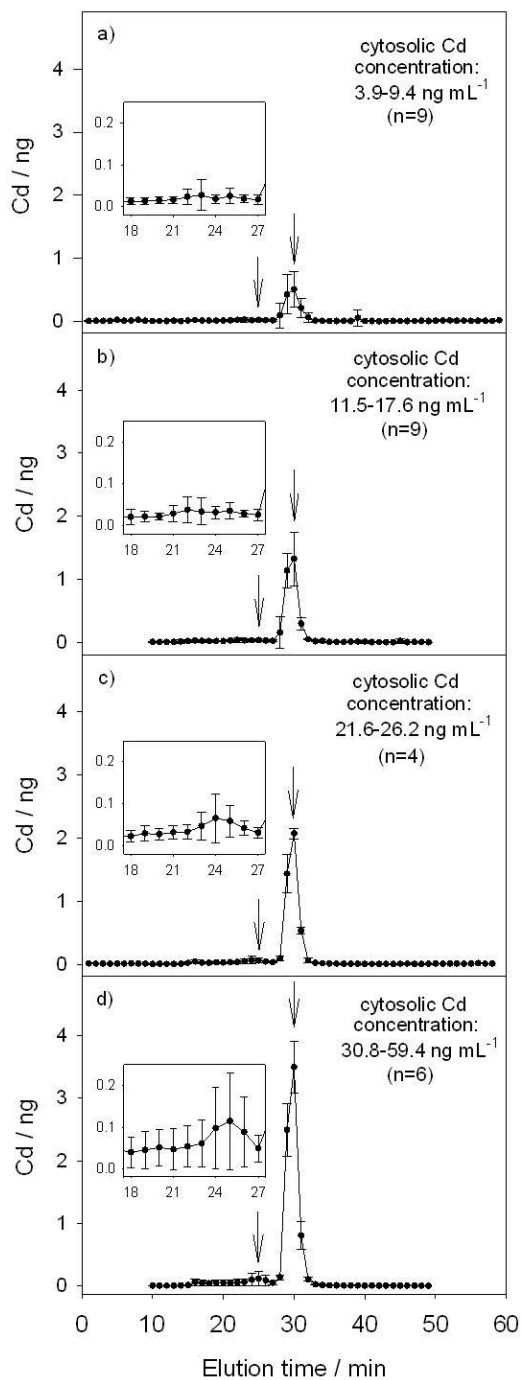 a)
cytosolic Cd
concentration:
3.9-9.4 ng mL⁻¹
(n=9)
4
3
2
1
0
Cd / ng
0.2
0.1
0.0
18 21 24 27
b)
cytosolic Cd
concentration:
11.5-17.6 ng mL⁻¹
(n=9)
4
3
2
1
0
Cd / ng
0.2
0.1
0.0
18 21 24 27
c)
cytosolic Cd
concentration:
21.6-26.2 ng mL⁻¹
(n=4)
4
3
2
1
0
Cd / ng
0.2
0.1
0.0
18 21 24 27
d)
cytosolic Cd
concentration:
30.8-59.4 ng mL⁻¹
(n=6)
4
3
2
1
0
Cd / ng
0.2
0.1
0.0
18 21 24 27
0 10 20 30 40 50 60
Elution time / min